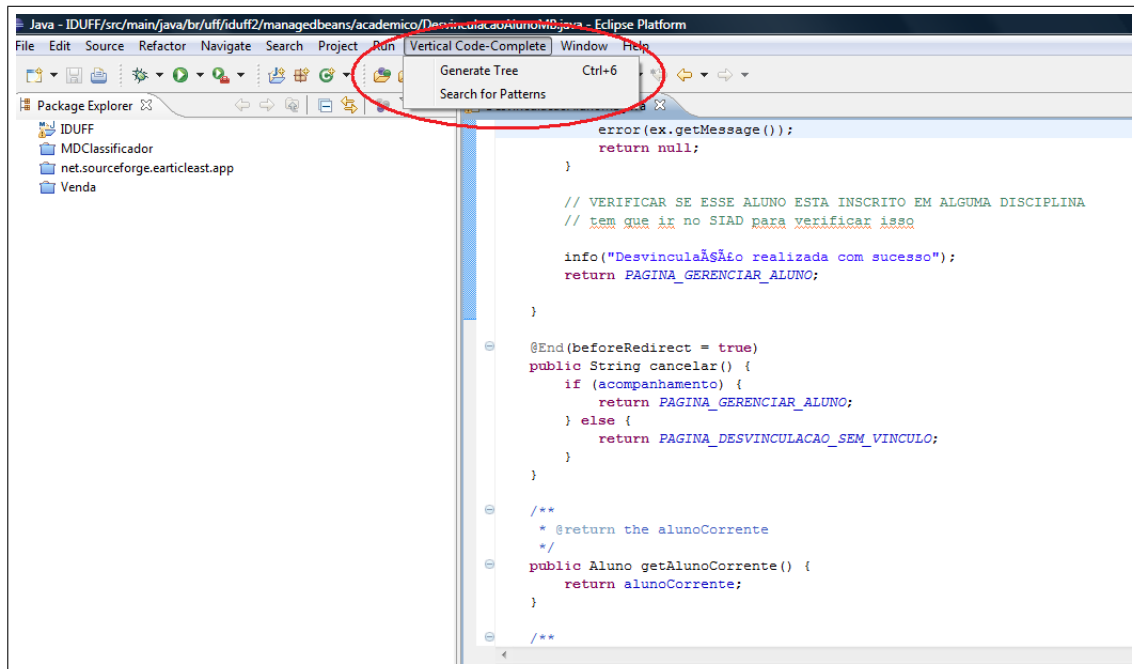 Java - IDUFF/src/main/java/br/uff/iduff2/managedbeans/academico/DesvinculacaoAlunoMB.java - Eclipse Platform
File Edit Source Refactor Navigate Search Project Run Vertical Code-Complete Window Help
Generate Tree Ctrl+6
Search for Patterns
Package Explorer
IDUFF
MDClassificador
net.sourceforge.earticleast.app
Venda
error(ex.getMessage());
return null;
}
// VERIFICAR SE ESSE ALUNO ESTA INSCRITO EM ALGUMA DISCIPLINA
// tem que ir no SIAD para verificar isso
info("DesvinculaÃ§Ã£o realizada com sucesso");
return PAGINA_GERENCIAR_ALUNO;
}
@End(beforeRedirect = true)
public String cancelar() {
if (acompanhamento) {
return PAGINA_GERENCIAR_ALUNO;
} else {
return PAGINA_DESVINCULACAO_SEM_VINCULO;
}
}
/**
* @return the alunoCorrente
*/
public Aluno getAlunoCorrente() {
return alunoCorrente;
}
/**